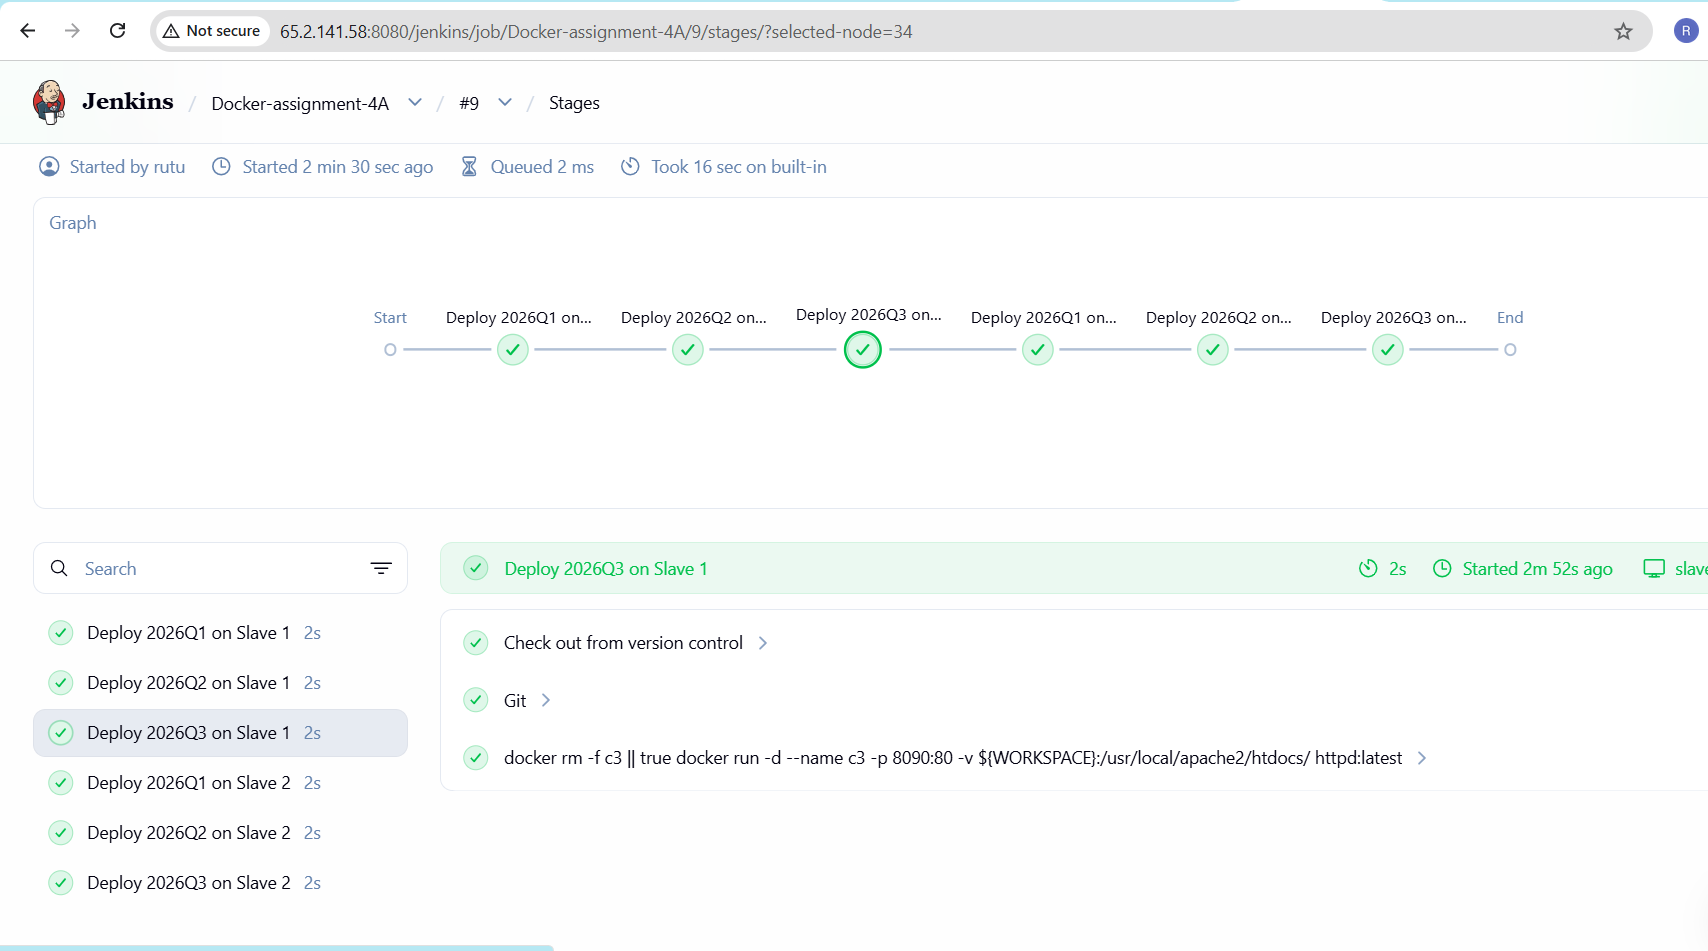 Not secure 65.2.141.58:8080/jenkins/job/Docker-assignment-4A/9/stages/?selected-node=34 R
Jenkins / Docker-assignment-4A / #9 / Stages
Started by rutu Started 2 min 30 sec ago Queued 2 ms Took 16 sec on built-in
Graph
Start Deploy 2026Q1 on... Deploy 2026Q2 on... Deploy 2026Q3 on... Deploy 2026Q1 on... Deploy 2026Q2 on... Deploy 2026Q3 on... End
Search
Deploy 2026Q1 on Slave 1 2s
Deploy 2026Q2 on Slave 1 2s
Deploy 2026Q3 on Slave 1 2s
Deploy 2026Q1 on Slave 2 2s
Deploy 2026Q2 on Slave 2 2s
Deploy 2026Q3 on Slave 2 2s
Deploy 2026Q3 on Slave 1 2s Started 2m 52s ago
Check out from version control
Git
docker rm -f c3 || true docker run -d --name c3 -p 8090:80 -v ${WORKSPACE}:/usr/local/apache2/htdocs/ httpd:latest